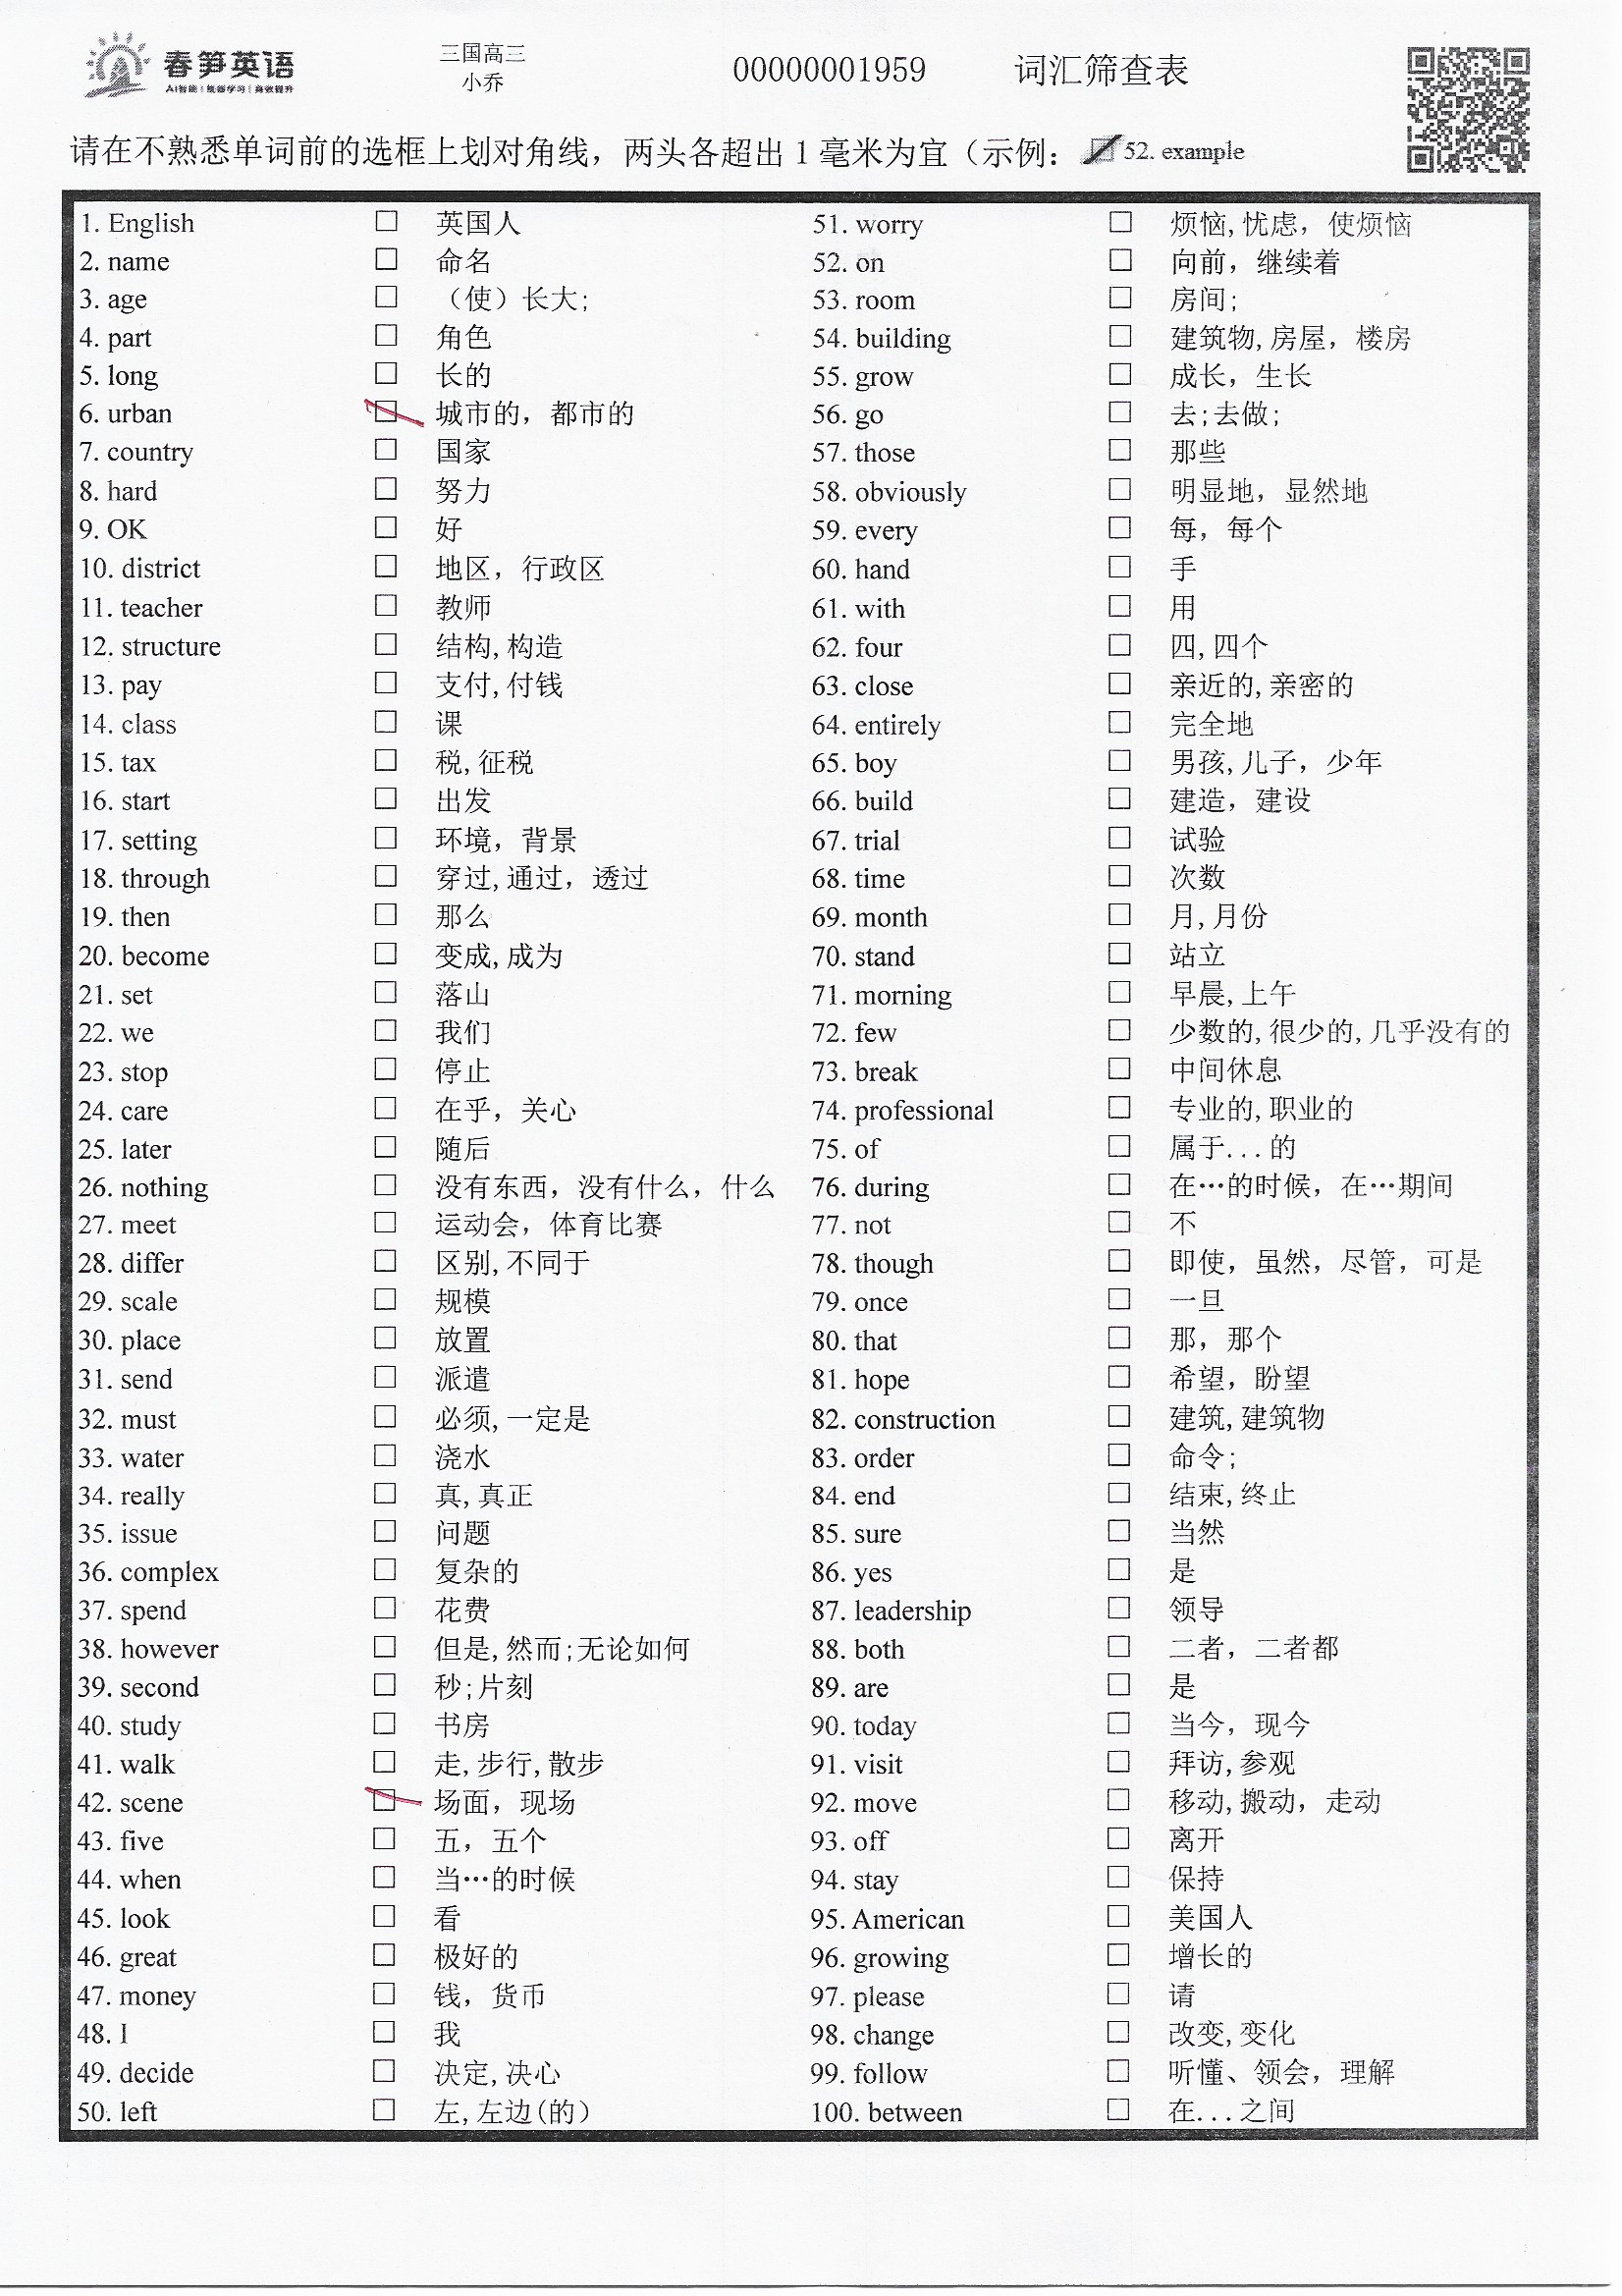 春笋英语
AI智能 | 氛围学习 | 高效提升
三国高三
小乔
00000001959
词汇筛查表
请在不熟悉单词前的选框上划对角线，两头各超出1毫米为宜（示例： 52. example
1. English □ 英国人
2. name □ 命名
3. age □ （使）长大;
4. part □ 角色
5. long □ 长的
6. urban □ 城市的，都市的
7. country □ 国家
8. hard □ 努力
9. OK □ 好
10. district □ 地区，行政区
11. teacher □ 教师
12. structure □ 结构,构造
13. pay □ 支付,付钱
14. class □ 课
15. tax □ 税,征税
16. start □ 出发
17. setting □ 环境，背景
18. through □ 穿过,通过，透过
19. then □ 那么
20. become □ 变成,成为
21. set □ 落山
22. we □ 我们
23. stop □ 停止
24. care □ 在乎，关心
25. later □ 随后
26. nothing □ 没有东西，没有什么，什么
27. meet □ 运动会，体育比赛
28. differ □ 区别,不同于
29. scale □ 规模
30. place □ 放置
31. send □ 派遣
32. must □ 必须,一定是
33. water □ 浇水
34. really □ 真,真正
35. issue □ 问题
36. complex □ 复杂的
37. spend □ 花费
38. however □ 但是,然而;无论如何
39. second □ 秒;片刻
40. study □ 书房
41. walk □ 走,步行,散步
42. scene □ 场面，现场
43. five □ 五，五个
44. when □ 当…的时候
45. look □ 看
46. great □ 极好的
47. money □ 钱，货币
48. I □ 我
49. decide □ 决定,决心
50. left □ 左,左边(的）
51. worry □ 烦恼,忧虑，使烦恼
52. on □ 向前，继续着
53. room □ 房间;
54. building □ 建筑物,房屋，楼房
55. grow □ 成长，生长
56. go □ 去;去做;
57. those □ 那些
58. obviously □ 明显地，显然地
59. every □ 每，每个
60. hand □ 手
61. with □ 用
62. four □ 四,四个
63. close □ 亲近的,亲密的
64. entirely □ 完全地
65. boy □ 男孩,儿子，少年
66. build □ 建造，建设
67. trial □ 试验
68. time □ 次数
69. month □ 月,月份
70. stand □ 站立
71. morning □ 早晨,上午
72. few □ 少数的,很少的,几乎没有的
73. break □ 中间休息
74. professional □ 专业的,职业的
75. of □ 属于...的
76. during □ 在…的时候，在…期间
77. not □ 不
78. though □ 即使，虽然，尽管，可是
79. once □ 一旦
80. that □ 那，那个
81. hope □ 希望，盼望
82. construction □ 建筑,建筑物
83. order □ 命令;
84. end □ 结束,终止
85. sure □ 当然
86. yes □ 是
87. leadership □ 领导
88. both □ 二者，二者都
89. are □ 是
90. today □ 当今，现今
91. visit □ 拜访,参观
92. move □ 移动,搬动，走动
93. off □ 离开
94. stay □ 保持
95. American □ 美国人
96. growing □ 增长的
97. please □ 请
98. change □ 改变,变化
99. follow □ 听懂、领会，理解
100. between □ 在...之间